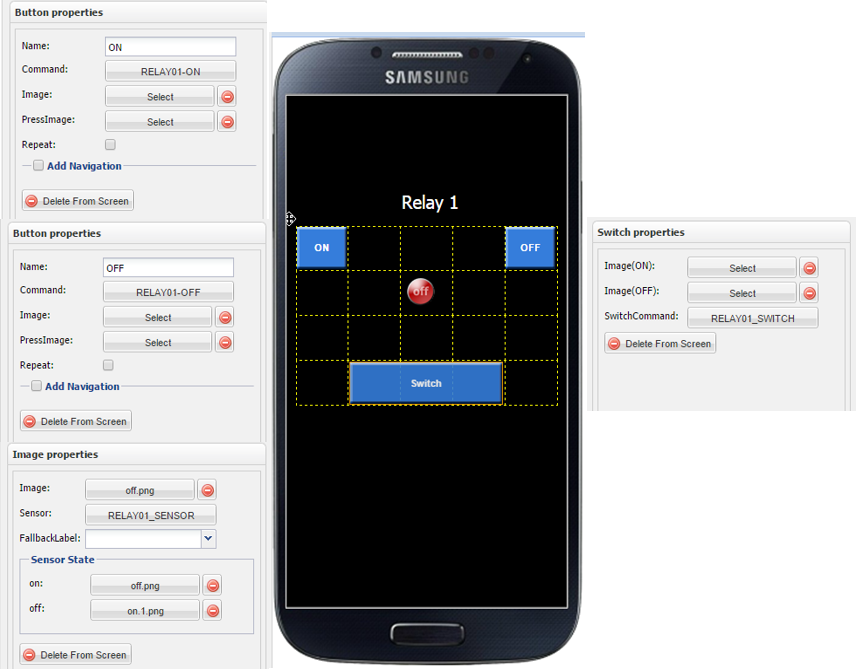 Button properties
Name: ON
Command: RELAY01-ON
Image: Select
PressImage: Select
Repeat:
Add Navigation
Delete From Screen
Button properties
Name: OFF
Command: RELAY01-OFF
Image: Select
PressImage: Select
Repeat:
Add Navigation
Delete From Screen
Image properties
Image: off.png
Sensor: RELAY01_SENSOR
FallbackLabel:
Sensor State
on: off.png
off: on.1.png
Delete From Screen
SAMSUNG
Relay 1
ON OFF
off
Switch
Switch properties
Image(ON): Select
Image(OFF): Select
SwitchCommand: RELAY01_SWITCH
Delete From Screen